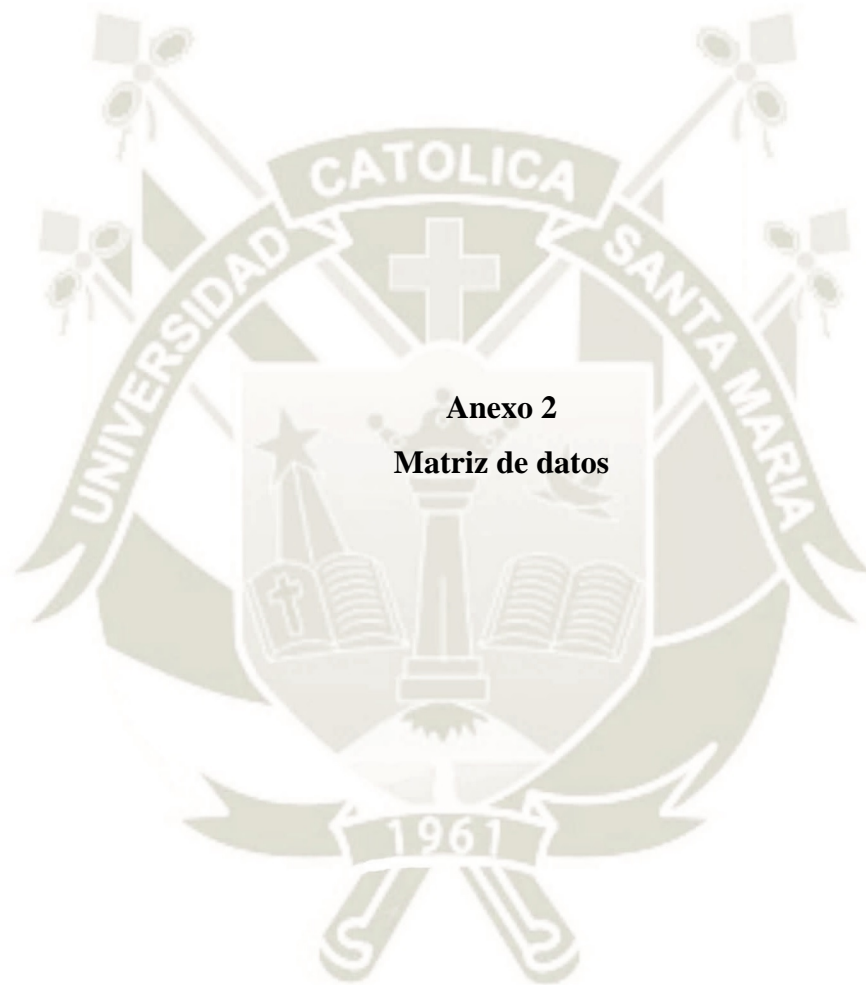 CATOLICA
UNIVERSIDAD
SANTA MARIA
Anexo 2
Matriz de datos
1961